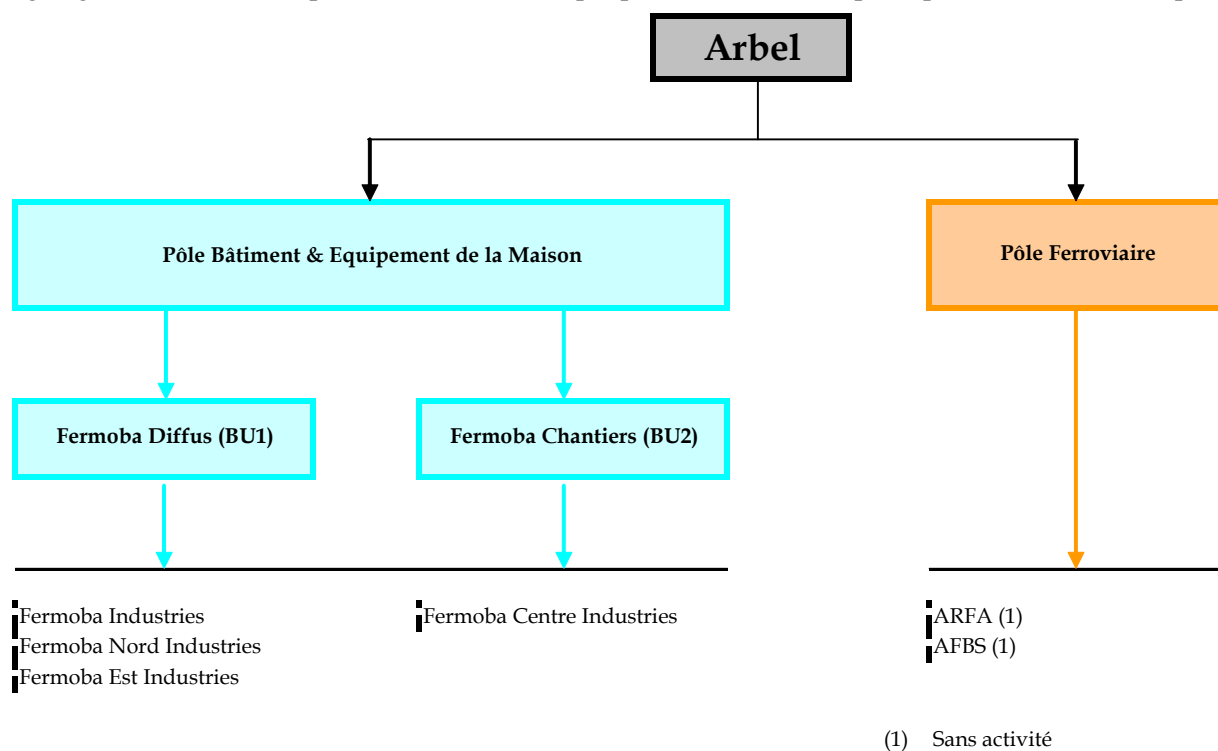 Arbel
Pôle Bâtiment & Equipement de la Maison
Pôle Ferroviaire
Fermoba Diffus (BU1)
Fermoba Chantiers (BU2)
Fermoba Industries
Fermoba Nord Industries
Fermoba Est Industries
Fermoba Centre Industries
ARFA (1)
AFBS (1)
(1) Sans activité